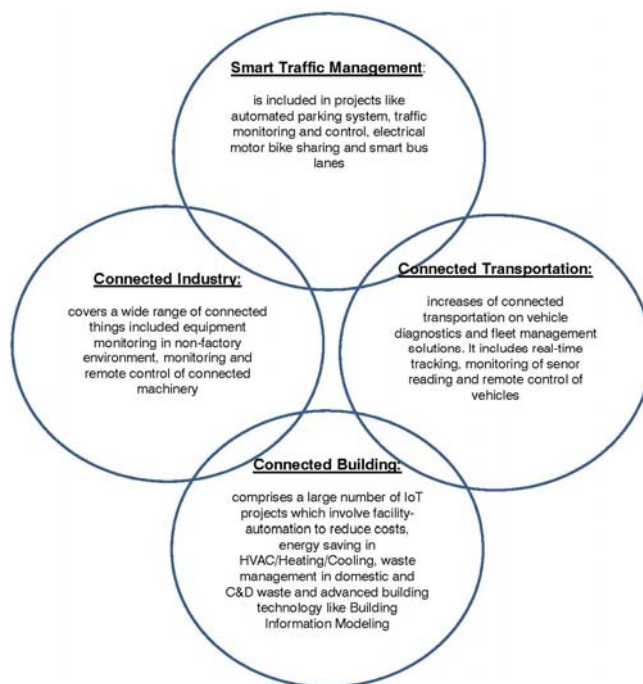 Smart Traffic Management:
is included in projects like
automated parking system, traffic
monitoring and control, electrical
motor bike sharing and smart bus
lanes
Connected Industry:
covers a wide range of connected
things included equipment
monitoring in non-factory
environment, monitoring and
remote control of connected
machinery
Connected Transportation:
increases of connected
transportation on vehicle
diagnostics and fleet management
solutions. It includes real-time
tracking, monitoring of senor
reading and remote control of
vehicles
Connected Building:
comprises a large number of IoT
projects which involve facility-
automation to reduce costs,
energy saving in
HVAC/Heating/Cooling, waste
management in domestic and
C&D waste and advanced building
technology like Building
Information Modeling